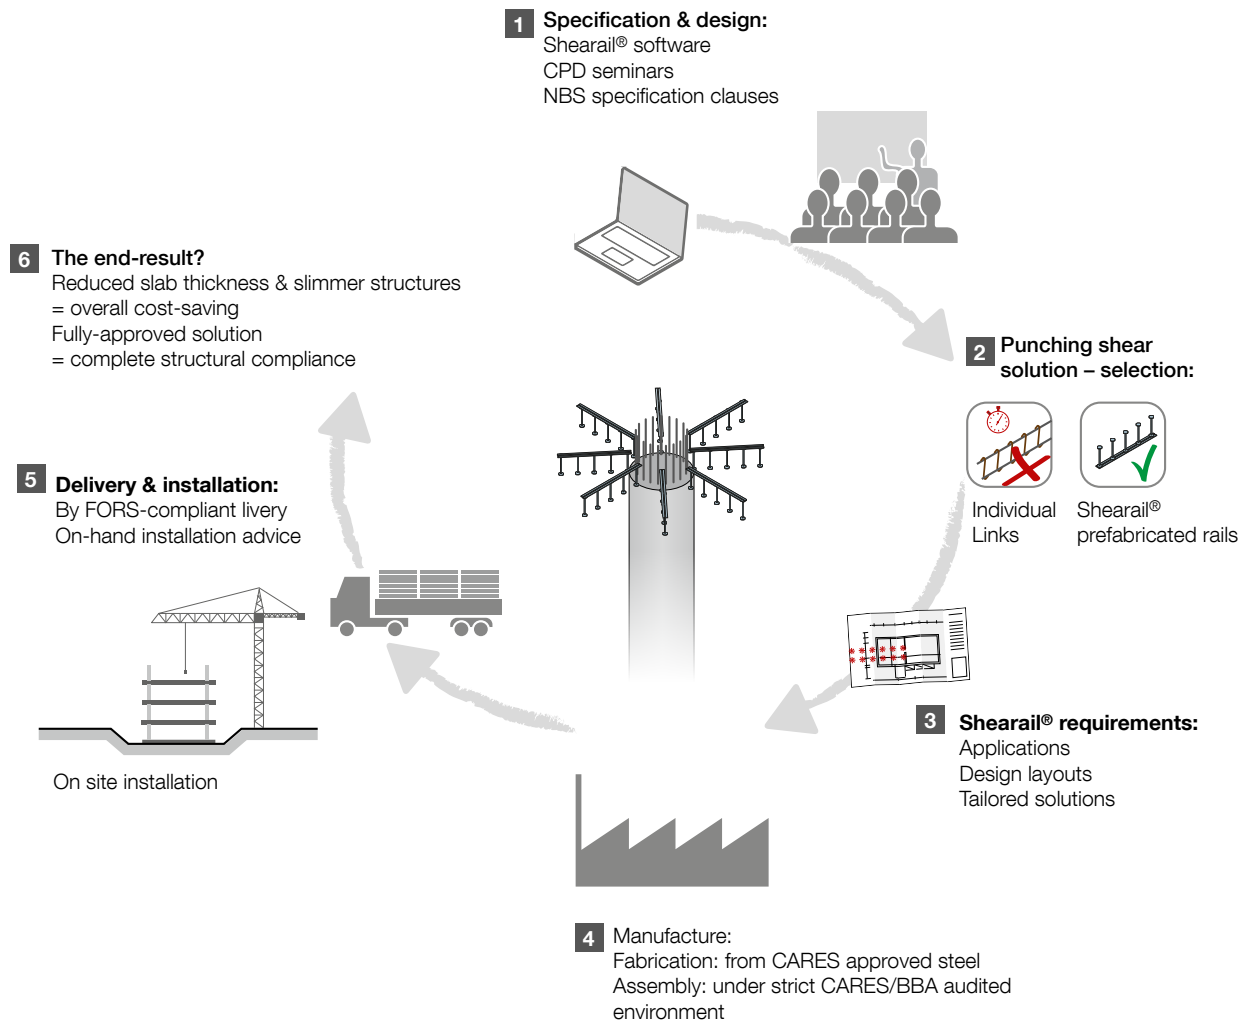 1 Specification & design:
Shearail® software
CPD seminars
NBS specification clauses
2 Punching shear
solution – selection:
Individual
Links
Shearail®
prefabricated rails
3 Shearail® requirements:
Applications
Design layouts
Tailored solutions
4 Manufacture:
Fabrication: from CARES approved steel
Assembly: under strict CARES/BBA audited
environment
5 Delivery & installation:
By FORS-compliant livery
On-hand installation advice
On site installation
6 The end-result?
Reduced slab thickness & slimmer structures
= overall cost-saving
Fully-approved solution
= complete structural compliance